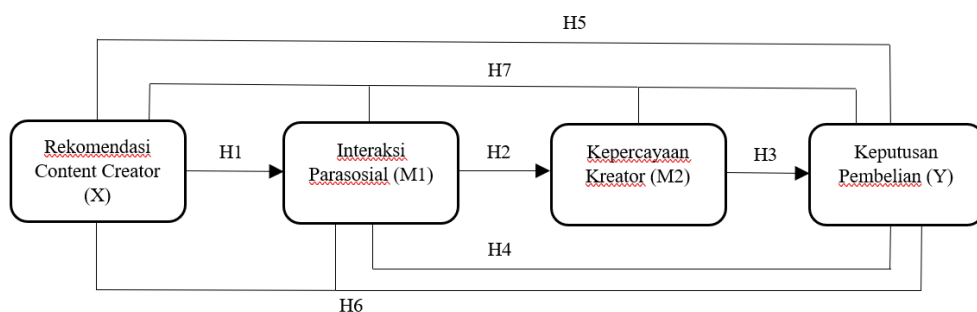 H5
H7
Rekomendasi
Content Creator
(X)
H1
Interaksi
Parasosial (M1)
H2
Kepercayaan
Kreator (M2)
H3
Keputusan
Pembelian (Y)
H4
H6